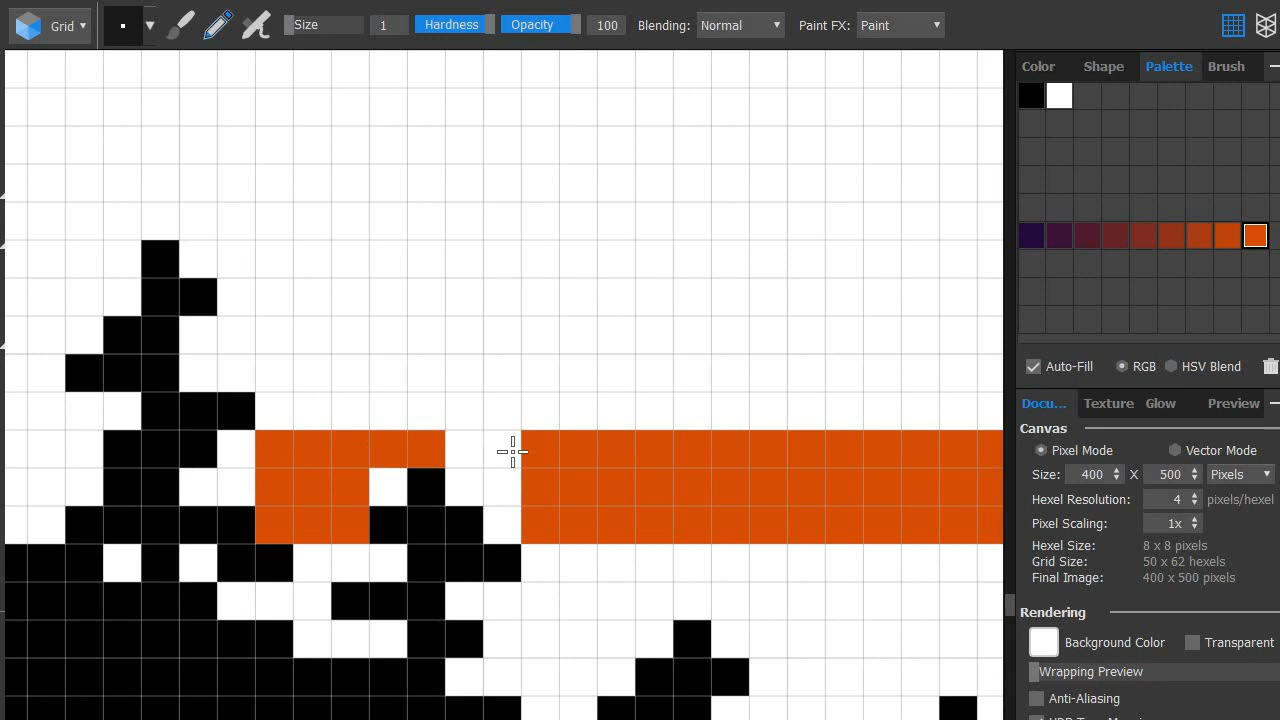 Grid
Size 1 Hardness Opacity 100 Blending: Normal Paint FX: Paint
Color Shape Palette Brush
Auto-Fill RGB HSV Blend
Docu... Texture Glow Preview
Canvas
Pixel Mode Vector Mode
Size: 400 X 500 Pixels
Hexel Resolution: 4 pixels/hexel
Pixel Scaling: 1x
Hexel Size: 8 x 8 pixels
Grid Size: 50 x 62 hexels
Final Image: 400 x 500 pixels
Rendering
Background Color Transparent
Wrapping Preview
Anti-Aliasing